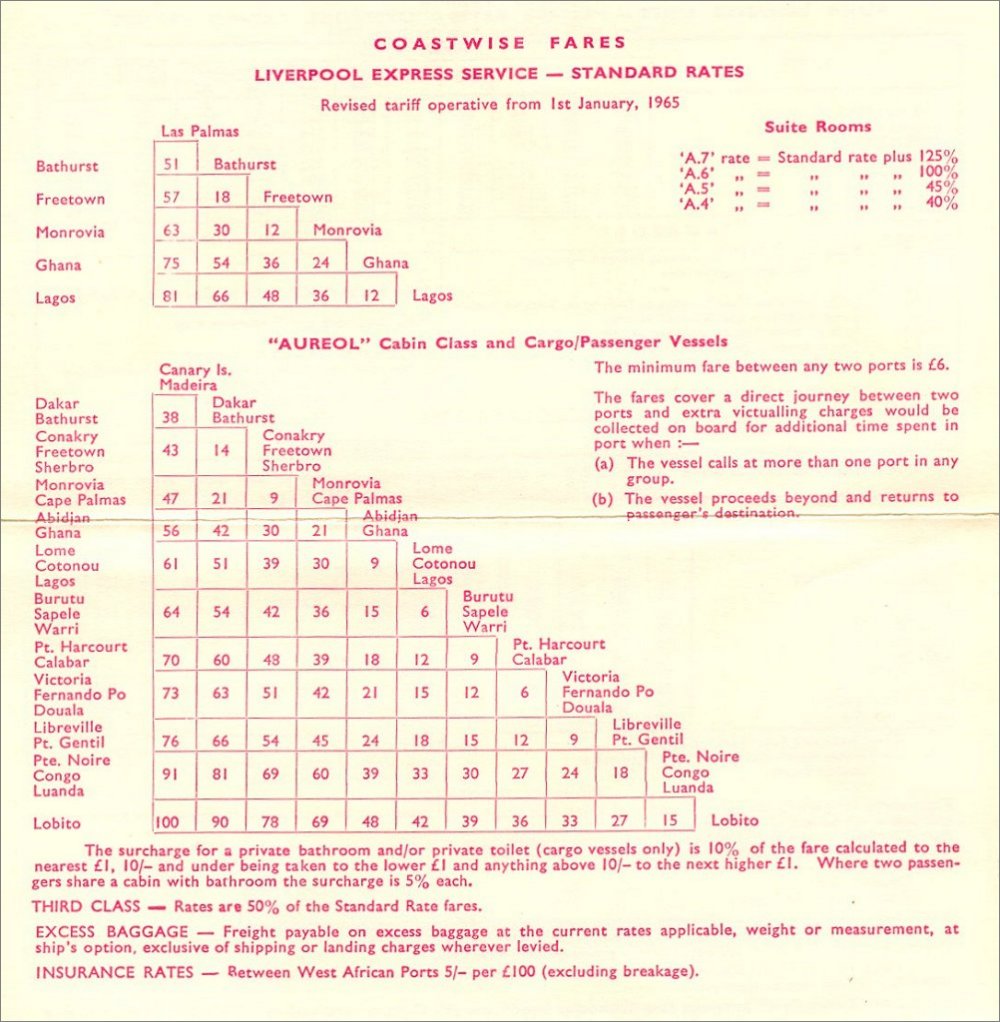 COASTWISE FARES
LIVERPOOL EXPRESS SERVICE — STANDARD RATES
Revised tariff operative from 1st January, 1965
Las Palmas
Bathurst 51 Bathurst
Freetown 57 18 Freetown
Monrovia 63 30 12 Monrovia
Ghana 75 54 36 24 Ghana
Lagos 81 66 48 36 12 Lagos
Suite Rooms
‘A.7’ rate = Standard rate plus 125%
‘A.6’ „ = „ „ „ 100%
‘A.5’ „ = „ „ „ 45%
‘A.4’ „ = „ „ „ 40%
“AUREOL” Cabin Class and Cargo/Passenger Vessels
Canary Is.
Madeira
Dakar Dakar
Bathurst 38 Bathurst
Conakry Conakry
Freetown 43 14 Freetown
Sherbro Sherbro
Monrovia Monrovia
Cape Palmas 47 21 9 Cape Palmas
Abidjan Abidjan
Ghana 56 42 30 21 Ghana
Lome Lome
Cotonou 61 51 39 30 9 Cotonou
Lagos Lagos
Burutu Burutu
Sapele 64 54 42 36 15 6 Sapele
Warri Warri
Pt. Harcourt Pt. Harcourt
Calabar 70 60 48 39 18 12 9 Calabar
Victoria Victoria
Fernando Po 73 63 51 42 21 15 12 6 Fernando Po
Douala Douala
Libreville Libreville
Pt. Gentil 76 66 54 45 24 18 15 12 9 Pt. Gentil
Pte. Noire Pte. Noire
Congo 91 81 69 60 39 33 30 27 24 18 Congo
Luanda Luanda
Lobito 100 90 78 69 48 42 39 36 33 27 15 Lobito
The minimum fare between any two ports is £6.
The fares cover a direct journey between two
ports and extra victualling charges would be
collected on board for additional time spent in
port when :—
(a) The vessel calls at more than one port in any
group.
(b) The vessel proceeds beyond and returns to
passenger’s destination.
The surcharge for a private bathroom and/or private toilet (cargo vessels only) is 10% of the fare calculated to the
nearest £1, 10/– and under being taken to the lower £1 and anything above 10/– to the next higher £1. Where two passen-
gers share a cabin with bathroom the surcharge is 5% each.
THIRD CLASS — Rates are 50% of the Standard Rate fares.
EXCESS BAGGAGE — Freight payable on excess baggage at the current rates applicable, weight or measurement, at
ship’s option, exclusive of shipping or landing charges wherever levied.
INSURANCE RATES — Between West African Ports 5/– per £100 (excluding breakage).